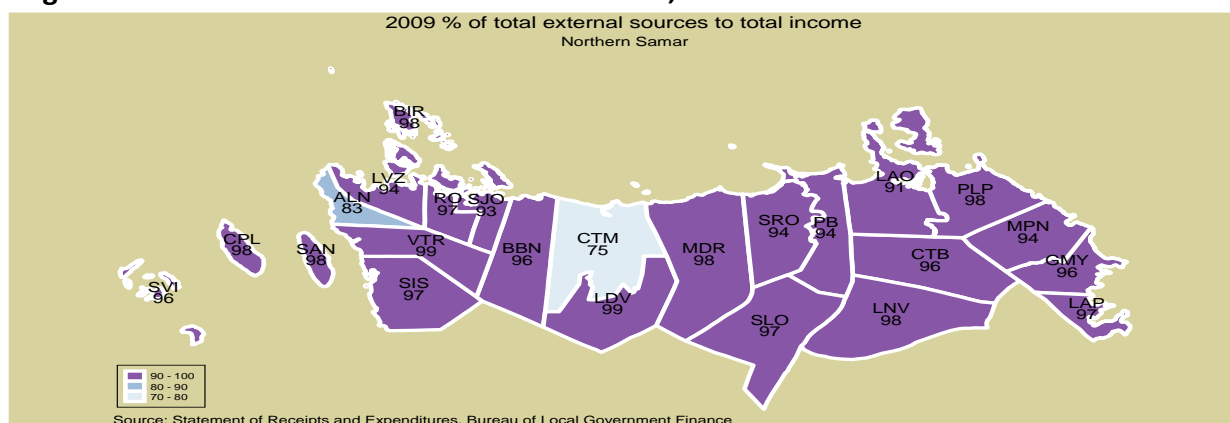 2009 % of total external sources to total income
Northern Samar
BIR
98
LVZ
94
ALN
83
RO
97
SJO
93
LAO
91
PLP
98
CPL
98
SAN
98
VTR
99
BBN
96
CTM
75
MDR
98
SRO
94
PB
94
MPN
94
CTB
96
GMY
96
SVI
96
SIS
97
LDV
99
SLO
97
LNV
98
LAP
97
90 - 100
80 - 90
70 - 80
Source: Statement of Receipts and Expenditures, Bureau of Local Government Finance